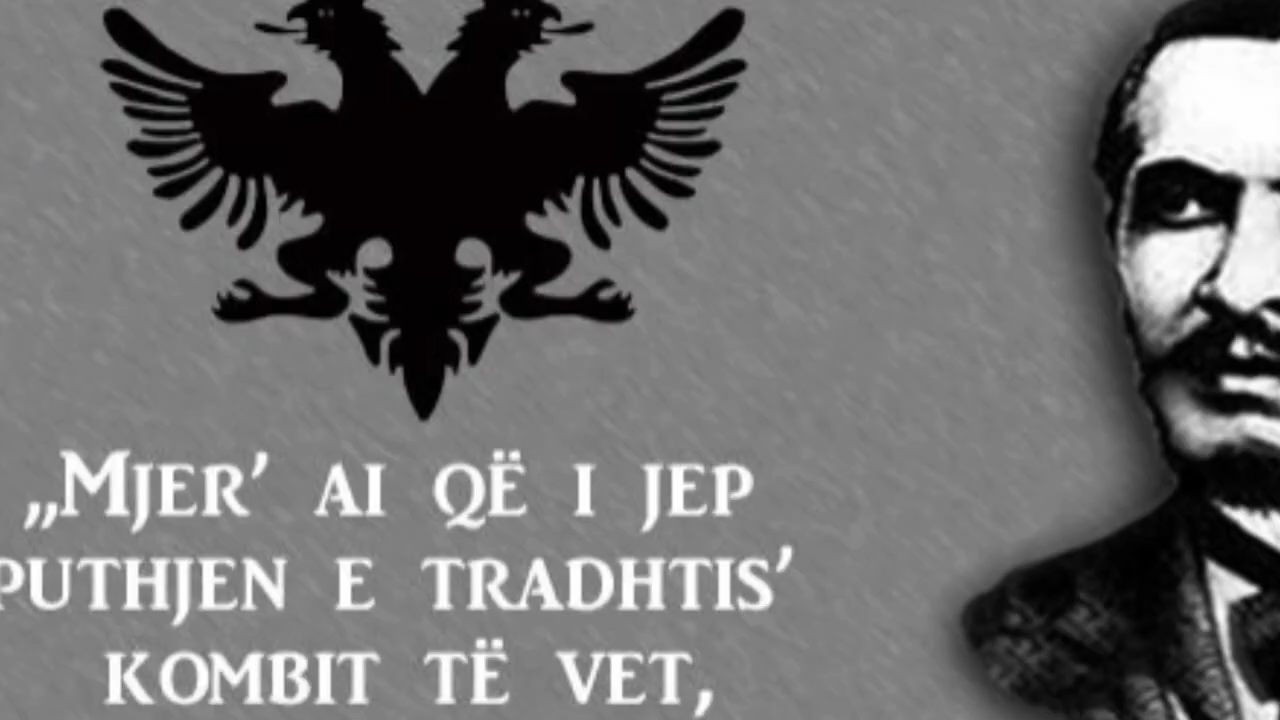 „Mjer’ ai që i jep
puthjen e tradhtis’
kombit të vet,